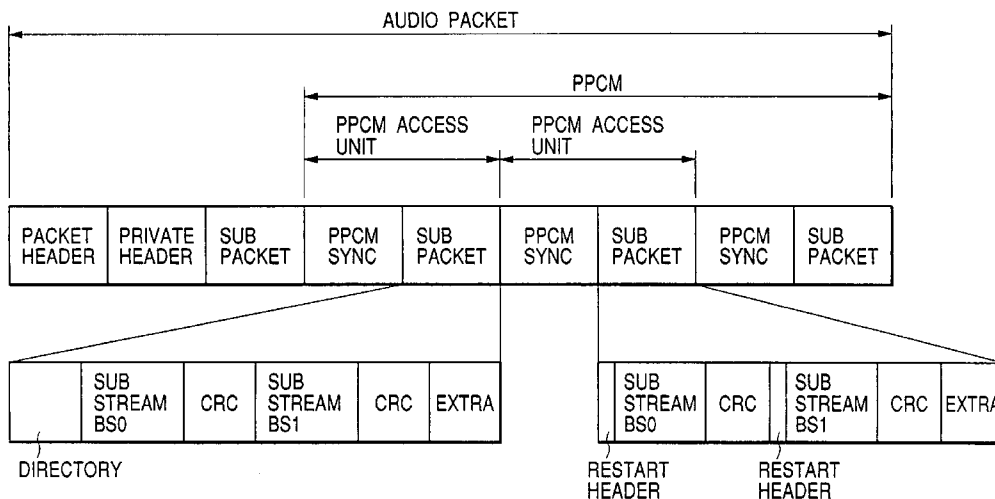 AUDIO PACKET
PPCM
PPCM ACCESS
UNIT
PPCM ACCESS
UNIT
PACKET
HEADER
PRIVATE
HEADER
SUB
PACKET
PPCM
SYNC
SUB
PACKET
PPCM
SYNC
SUB
PACKET
PPCM
SYNC
SUB
PACKET
SUB
STREAM
BS0
CRC
SUB
STREAM
BS1
CRC
EXTRA
SUB
STREAM
BS0
CRC
SUB
STREAM
BS1
CRC
EXTRA
DIRECTORY
RESTART
HEADER
RESTART
HEADER